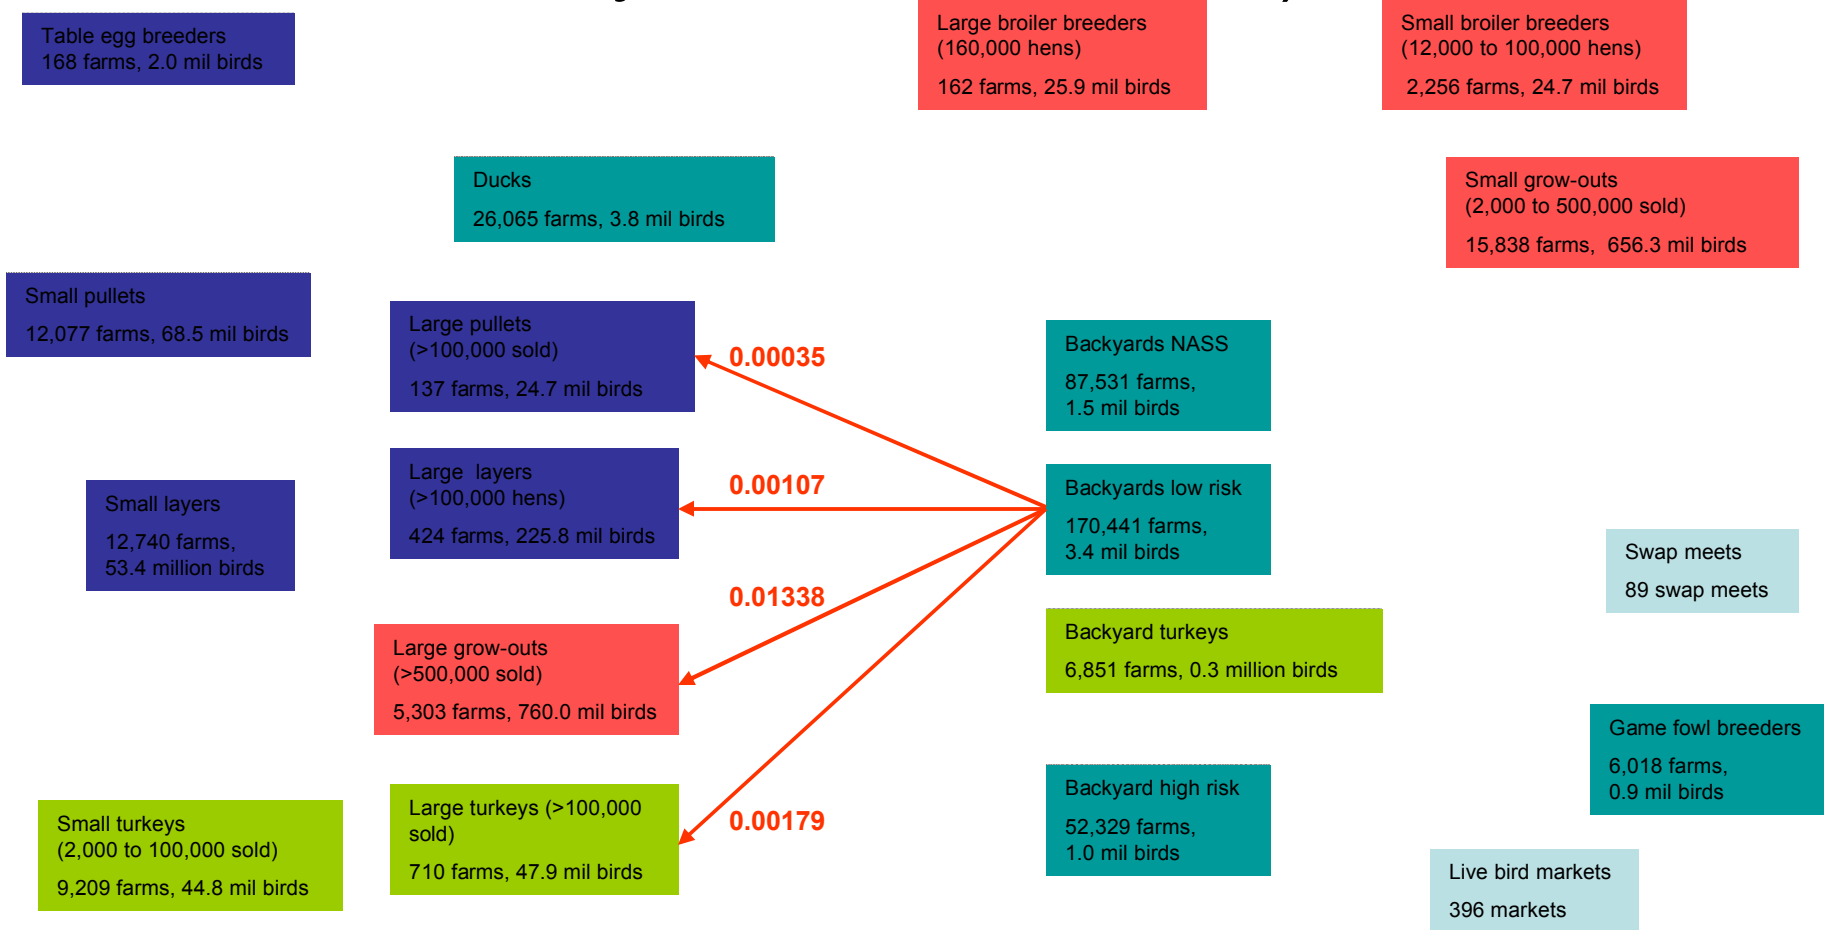 Table egg breeders
168 farms, 2.0 mil birds
Large broiler breeders
(160,000 hens)
162 farms, 25.9 mil birds
Small broiler breeders
(12,000 to 100,000 hens)
2,256 farms, 24.7 mil birds
Ducks
26,065 farms, 3.8 mil birds
Small grow-outs
(2,000 to 500,000 sold)
15,838 farms, 656.3 mil birds
Small pullets
12,077 farms, 68.5 mil birds
Large pullets
(>100,000 sold)
137 farms, 24.7 mil birds
0.00035
Backyards NASS
87,531 farms,
1.5 mil birds
Large layers
(>100,000 hens)
424 farms, 225.8 mil birds
0.00107
Backyards low risk
170,441 farms,
3.4 mil birds
Small layers
12,740 farms,
53.4 million birds
Swap meets
89 swap meets
0.01338
Large grow-outs
(>500,000 sold)
5,303 farms, 760.0 mil birds
Backyard turkeys
6,851 farms, 0.3 million birds
Game fowl breeders
6,018 farms,
0.9 mil birds
Small turkeys
(2,000 to 100,000 sold)
9,209 farms, 44.8 mil birds
Large turkeys (>100,000
sold)
710 farms, 47.9 mil birds
0.00179
Backyard high risk
52,329 farms,
1.0 mil birds
Live bird markets
396 markets